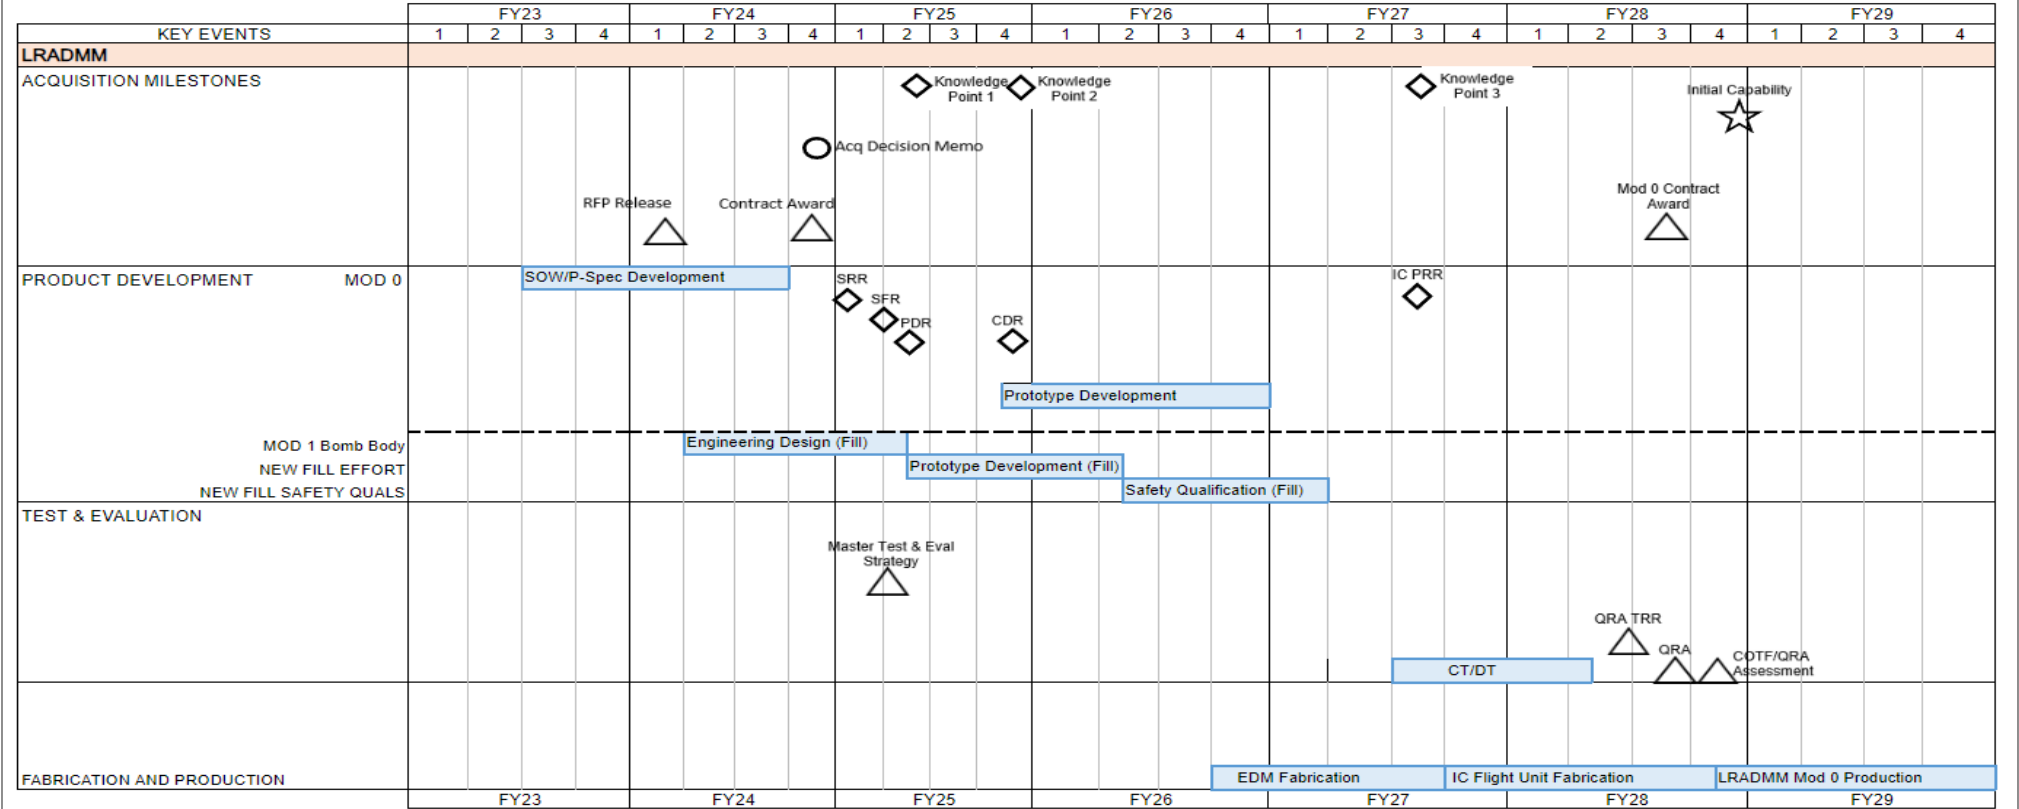 FY23 FY24 FY25 FY26 FY27 FY28 FY29
KEY EVENTS 1 2 3 4 1 2 3 4 1 2 3 4 1 2 3 4 1 2 3 4 1 2 3 4 1 2 3 4
LRADMM
ACQUISITION MILESTONES
Knowledge
Point 1
Knowledge
Point 2
Knowledge
Point 3
Initial Capability
Acq Decision Memo
RFP Release
Contract Award
Mod 0 Contract
Award
PRODUCT DEVELOPMENT MOD 0
SOW/P-Spec Development
SRR
SFR
PDR
CDR
IC PRR
Prototype Development
MOD 1 Bomb Body
Engineering Design (Fill)
NEW FILL EFFORT
Prototype Development (Fill)
NEW FILL SAFETY QUALS
Safety Qualification (Fill)
TEST & EVALUATION
Master Test & Eval
Strategy
QRA TRR
QRA
COTF/QRA
Assessment
CT/DT
FABRICATION AND PRODUCTION
EDM Fabrication
IC Flight Unit Fabrication
LRADMM Mod 0 Production
FY23 FY24 FY25 FY26 FY27 FY28 FY29